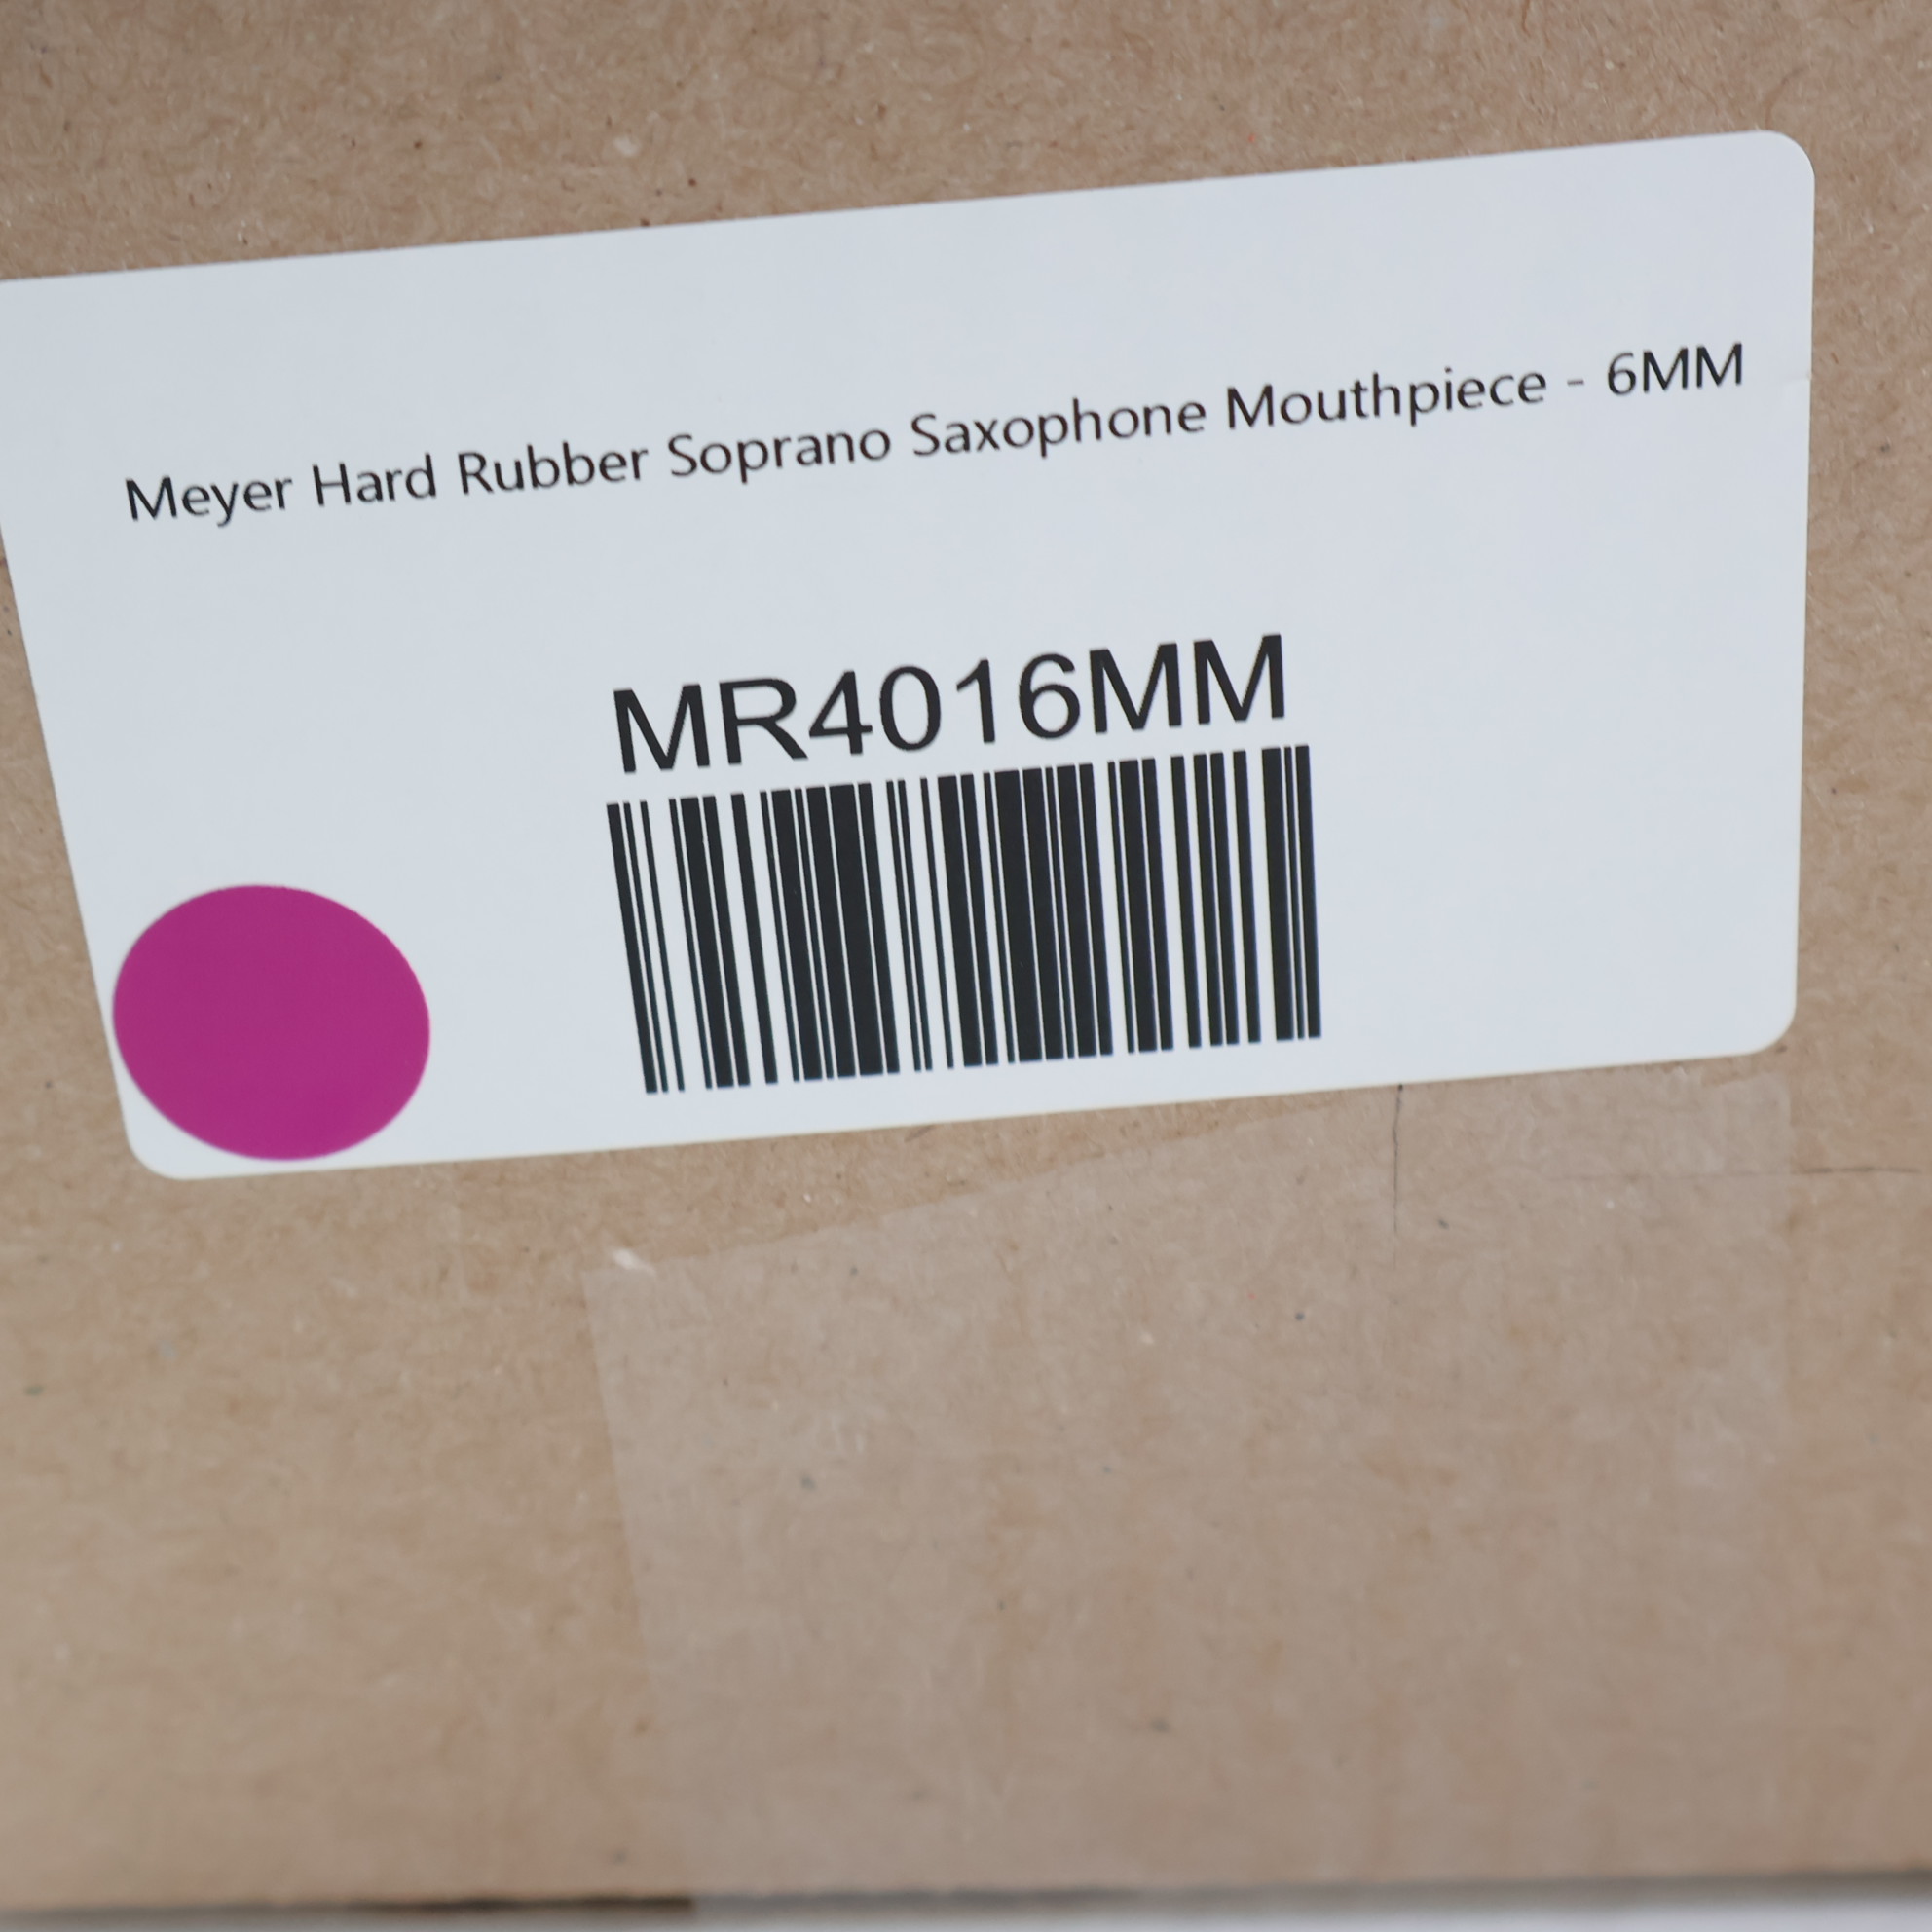 Meyer Hard Rubber Soprano Saxophone Mouthpiece - 6MM
MR4016MM